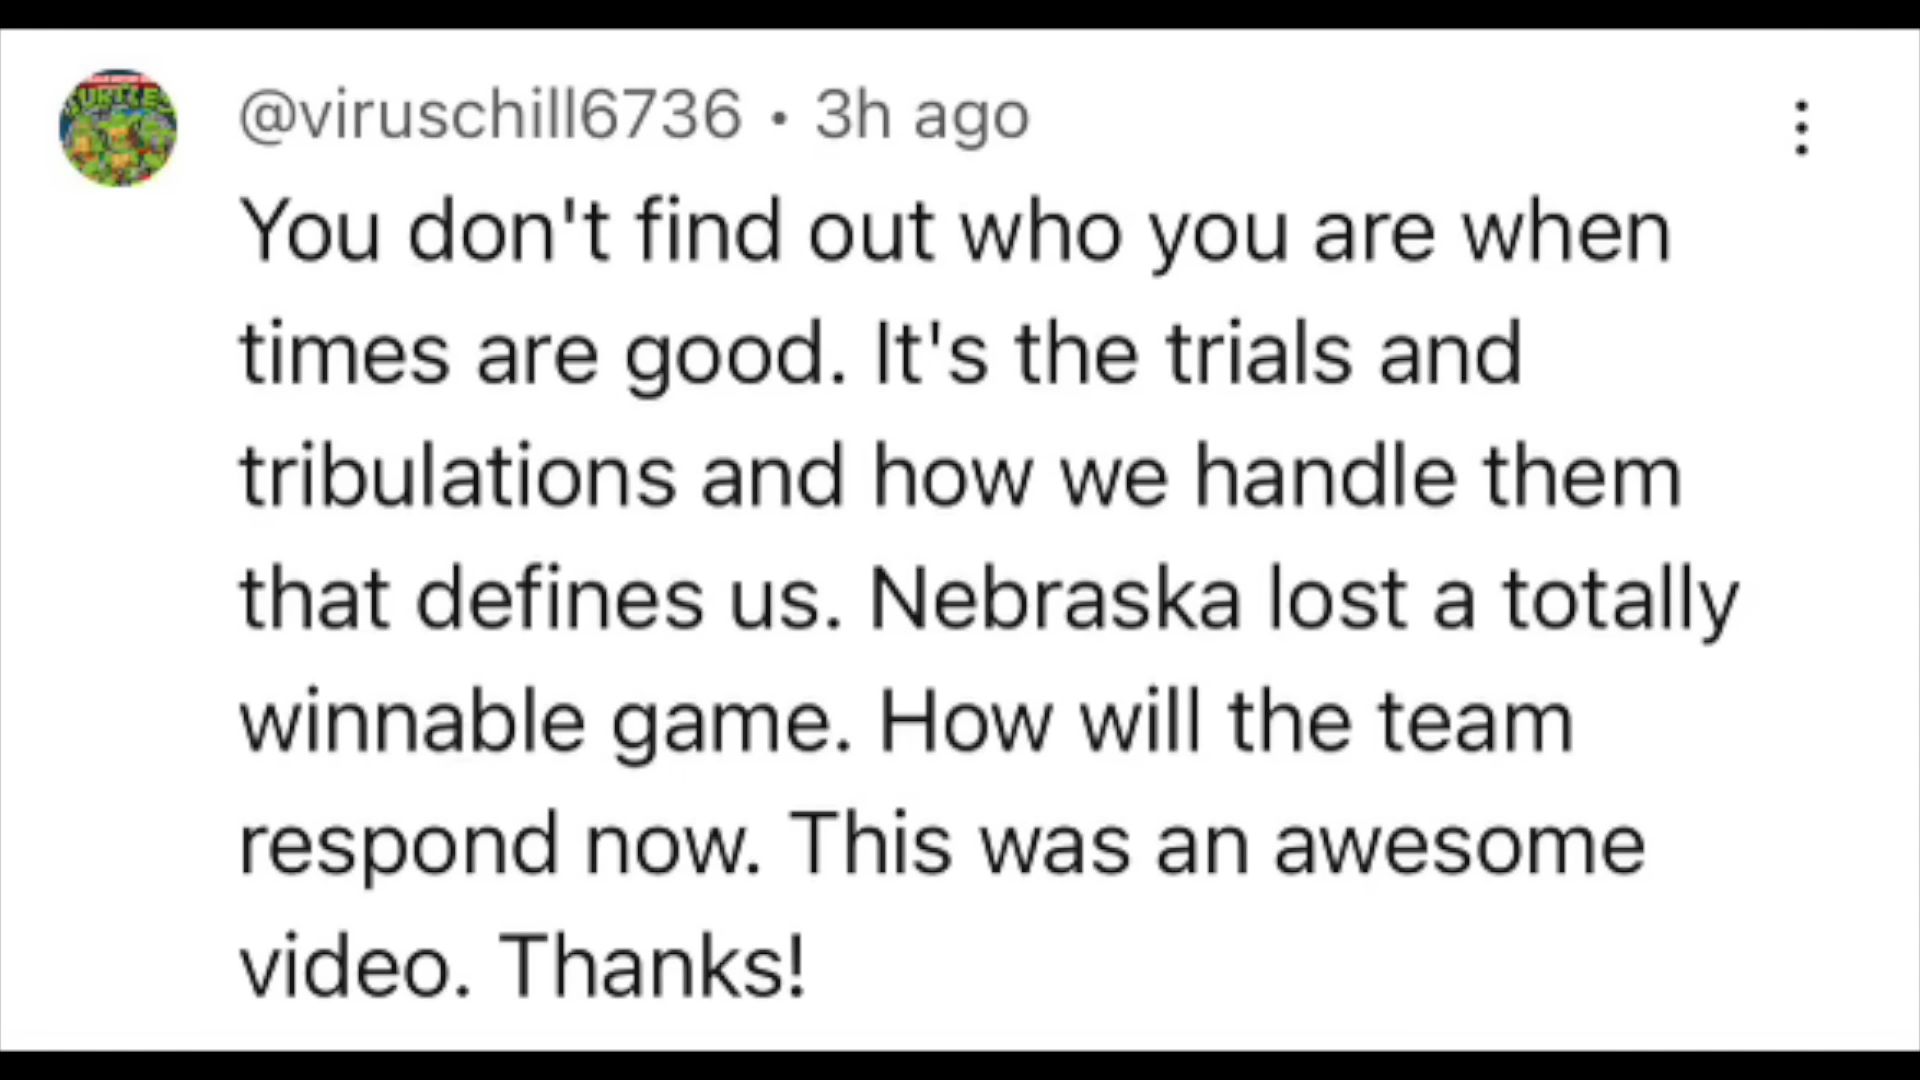 TURTLES
@viruschill6736 • 3h ago
You don't find out who you are when
times are good. It's the trials and
tribulations and how we handle them
that defines us. Nebraska lost a totally
winnable game. How will the team
respond now. This was an awesome
video. Thanks!